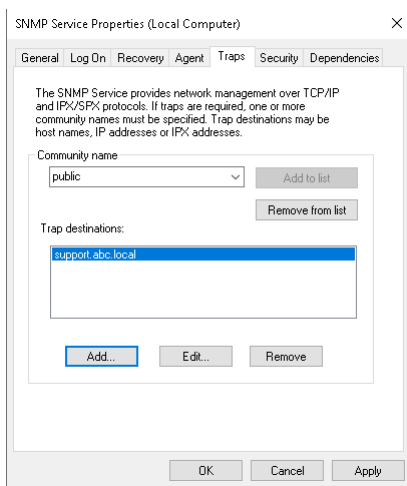 SNMP Service Properties (Local Computer)
General Log On Recovery Agent Traps Security Dependencies
The SNMP Service provides network management over TCP/IP
and IPX/SPX protocols. If traps are required, one or more
community names must be specified. Trap destinations may be
host names, IP addresses or IPX addresses.
Community name
public
Add to list
Remove from list
Trap destinations:
support.abc.local
Add... Edit... Remove
OK Cancel Apply